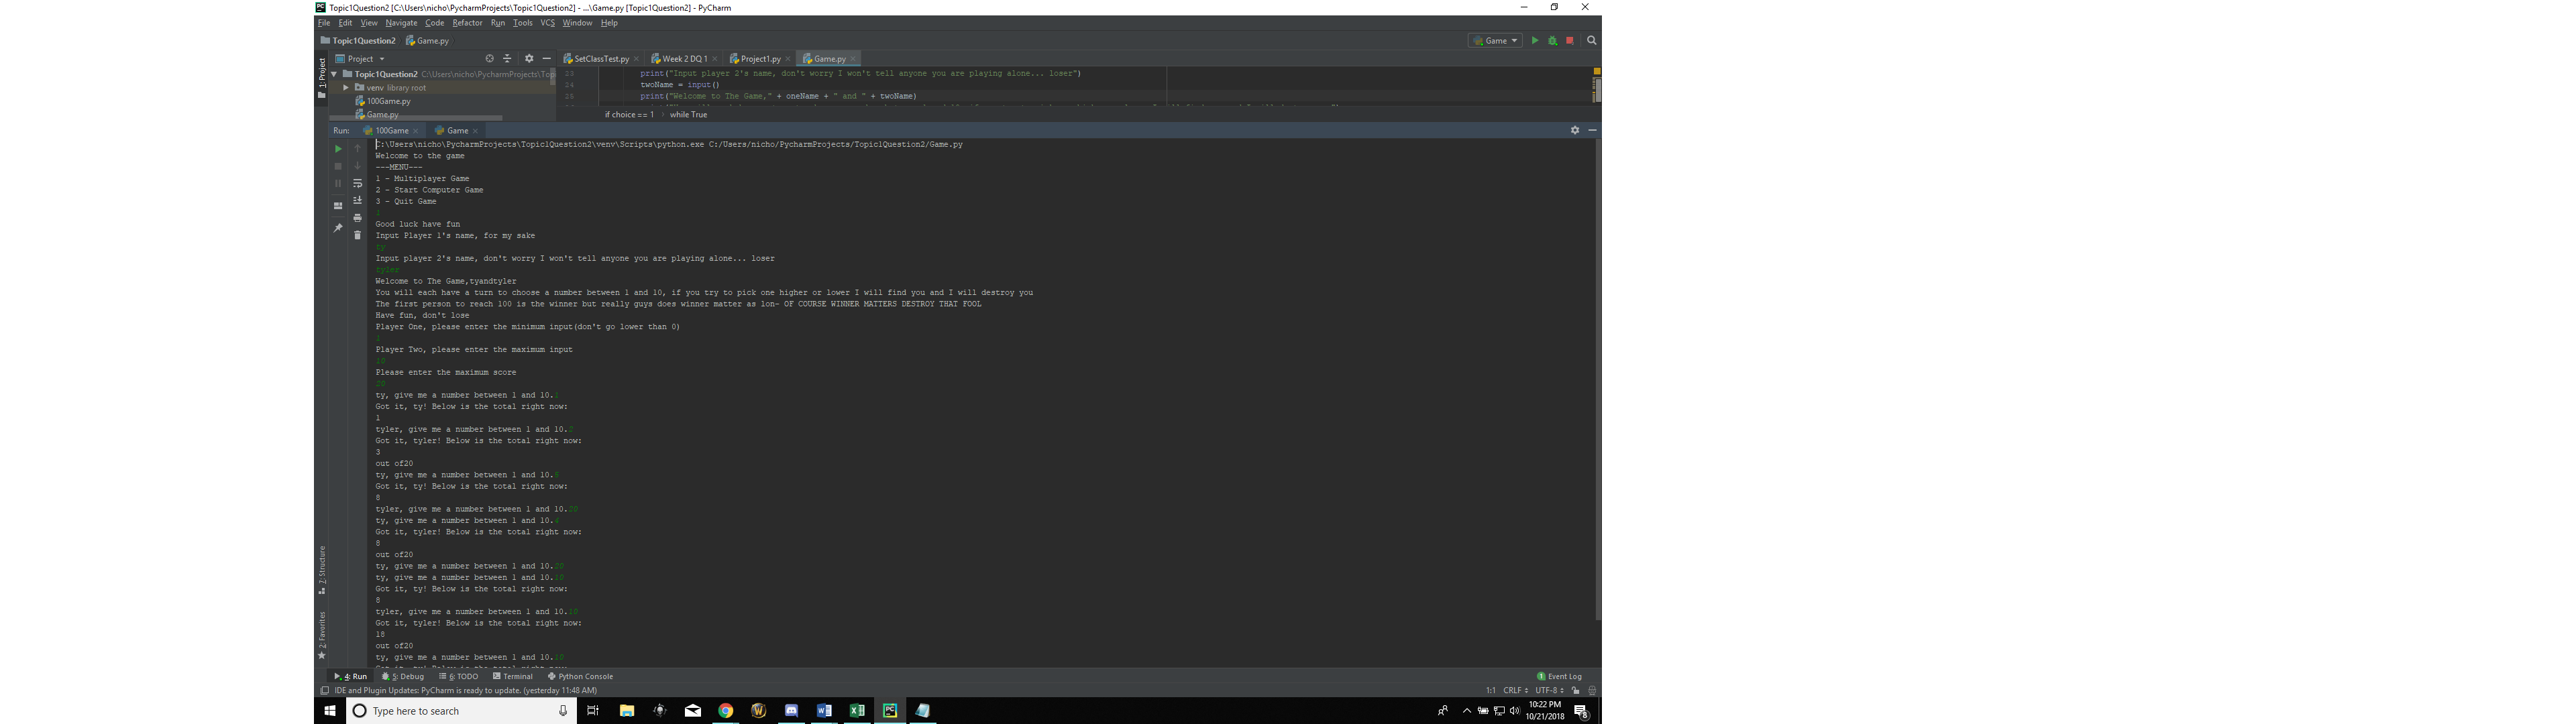 Topic1Question2 [C:\Users\nicho\PycharmProjects\Topic1Question2] - ...\Game.py [Topic1Question2] - PyCharm
File Edit View Navigate Code Refactor Run Tools VCS Window Help
Topic1Question2 Game.py
Game
Project
SetClassTest.py Week 2 DQ 1 Project1.py Game.py
1: Project
Topic1Question2 C:\Users\nicho\PycharmProjects\Top
venv library root
100Game.py
Game.py
23 print("Input player 2's name, don't worry I won't tell anyone you are playing alone... loser")
24 twoName = input()
25 print("Welcome to The Game," + oneName + " and " + twoName)
if choice == 1 › while True
Run: 100Game Game
C:\Users\nicho\PycharmProjects\Topic1Question2\venv\Scripts\python.exe C:/Users/nicho/PycharmProjects/Topic1Question2/Game.py
Welcome to the game
---MENU---
1 - Multiplayer Game
2 - Start Computer Game
3 - Quit Game
1
Good luck have fun
Input Player 1's name, for my sake
ty
Input player 2's name, don't worry I won't tell anyone you are playing alone... loser
tyler
Welcome to The Game,tyandtyler
You will each have a turn to choose a number between 1 and 10, if you try to pick one higher or lower I will find you and I will destroy you
The first person to reach 100 is the winner but really guys does winner matter as lon- OF COURSE WINNER MATTERS DESTROY THAT FOOL
Have fun, don't lose
Player One, please enter the minimum input(don't go lower than 0)
1
Player Two, please enter the maximum input
10
Please enter the maximum score
20
ty, give me a number between 1 and 10.1
Got it, ty! Below is the total right now:
1
tyler, give me a number between 1 and 10.2
Got it, tyler! Below is the total right now:
3
out of20
ty, give me a number between 1 and 10.5
Got it, ty! Below is the total right now:
8
tyler, give me a number between 1 and 10.
ty, give me a number between 1 and 10.
Got it, tyler! Below is the total right now:
8
out of20
ty, give me a number between 1 and 10.
ty, give me a number between 1 and 10.10
Got it, ty! Below is the total right now:
8
tyler, give me a number between 1 and 10.10
Got it, tyler! Below is the total right now:
18
out of20
ty, give me a number between 1 and 10.
7: Structure
2: Favorites
4: Run 5: Debug 6: TODO Terminal Python Console
1 Event Log
IDE and Plugin Updates: PyCharm is ready to update. (yesterday 11:48 AM)
1:1 CRLF UTF-8
Type here to search
10:22 PM
10/21/2018
8